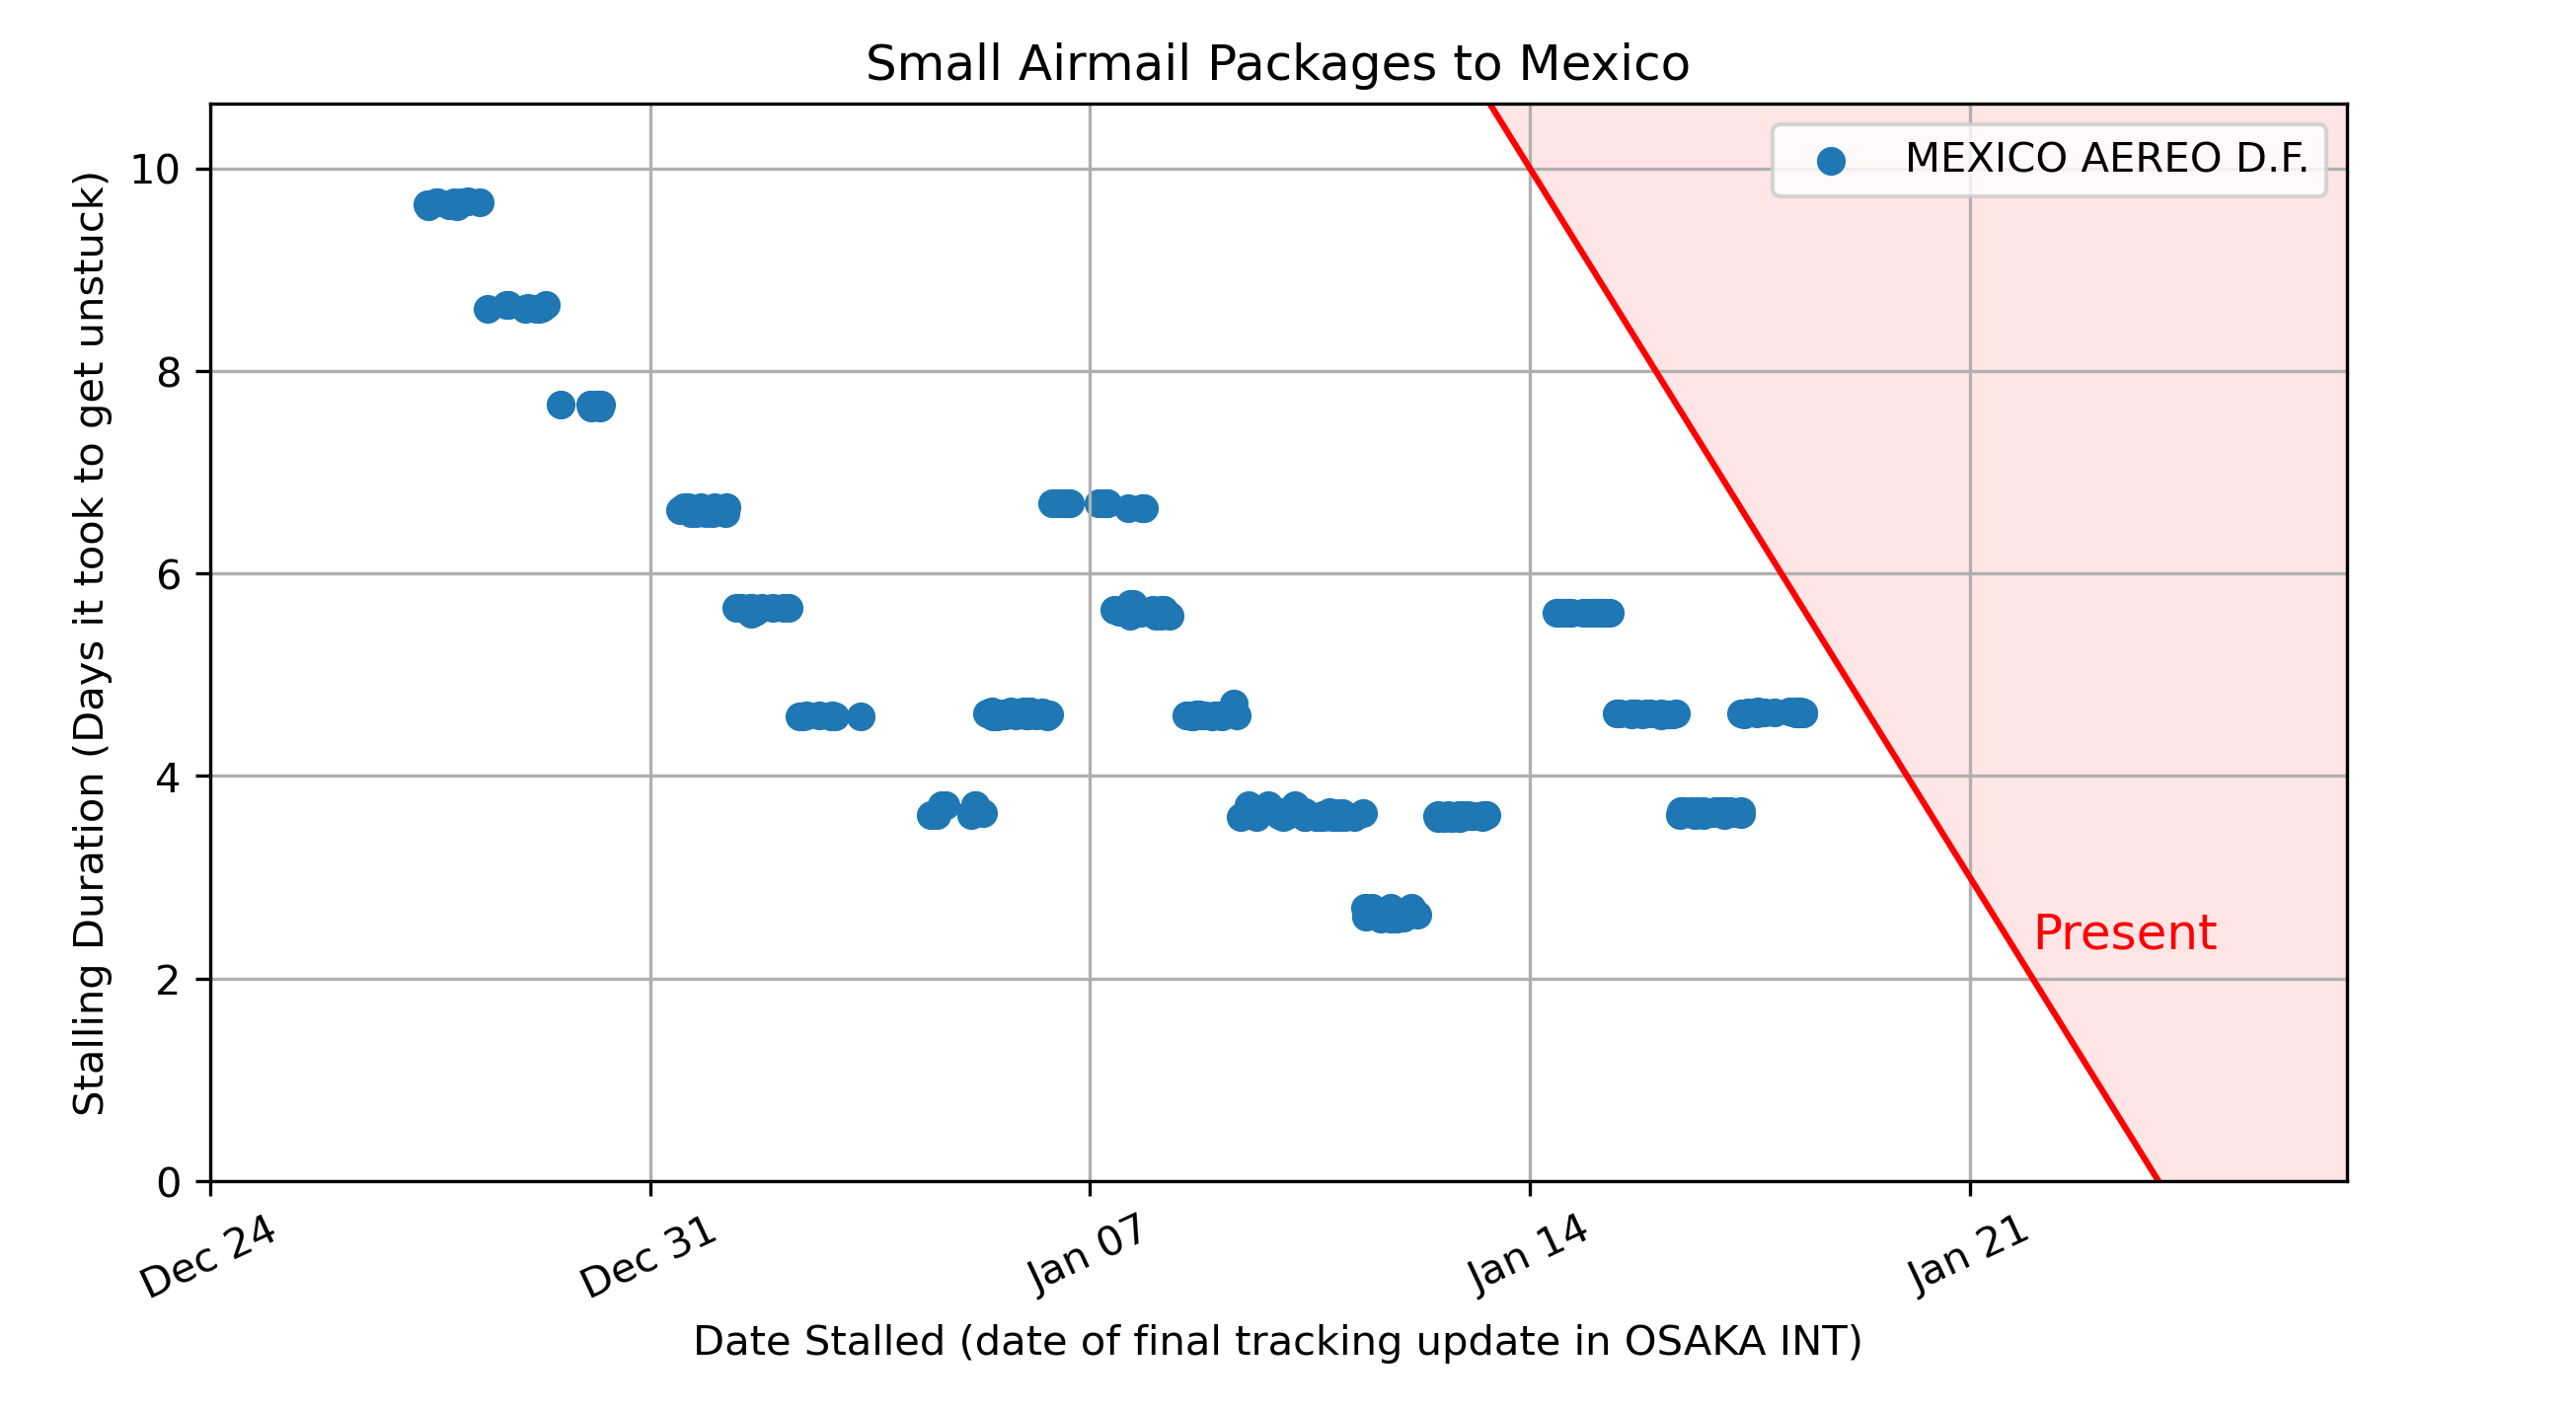 Small Airmail Packages to Mexico
MEXICO AEREO D.F.
Stalling Duration (Days it took to get unstuck)
10
8
6
4
2
0
Present
Dec 24
Dec 31
Jan 07
Jan 14
Jan 21
Date Stalled (date of final tracking update in OSAKA INT)